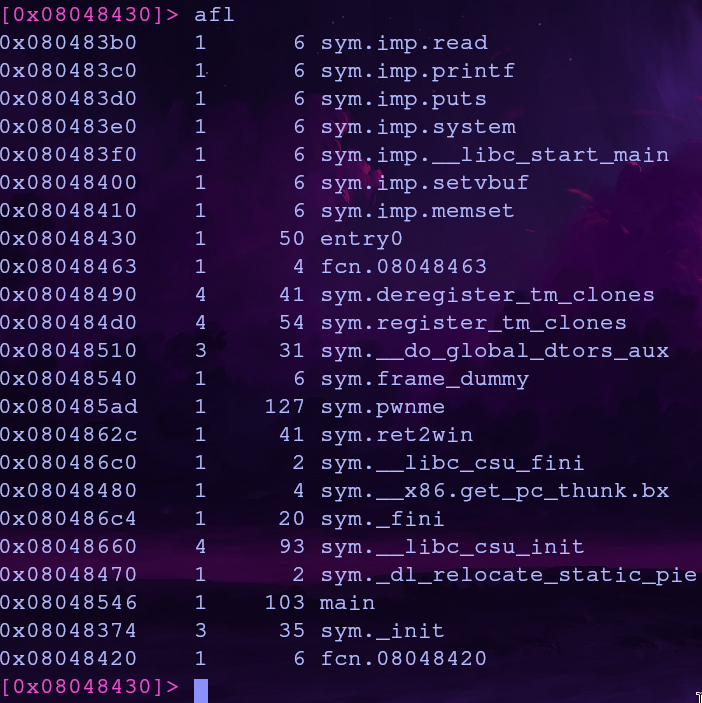 [0x08048430]> afl
0x080483b0 1 6 sym.imp.read
0x080483c0 1 6 sym.imp.printf
0x080483d0 1 6 sym.imp.puts
0x080483e0 1 6 sym.imp.system
0x080483f0 1 6 sym.imp.__libc_start_main
0x08048400 1 6 sym.imp.setvbuf
0x08048410 1 6 sym.imp.memset
0x08048430 1 50 entry0
0x08048463 1 4 fcn.08048463
0x08048490 4 41 sym.deregister_tm_clones
0x080484d0 4 54 sym.register_tm_clones
0x08048510 3 31 sym.__do_global_dtors_aux
0x08048540 1 6 sym.frame_dummy
0x080485ad 1 127 sym.pwnme
0x0804862c 1 41 sym.ret2win
0x080486c0 1 2 sym.__libc_csu_fini
0x08048480 1 4 sym.__x86.get_pc_thunk.bx
0x080486c4 1 20 sym._fini
0x08048660 4 93 sym.__libc_csu_init
0x08048470 1 2 sym._dl_relocate_static_pie
0x08048546 1 103 main
0x08048374 3 35 sym._init
0x08048420 1 6 fcn.08048420
[0x08048430]>